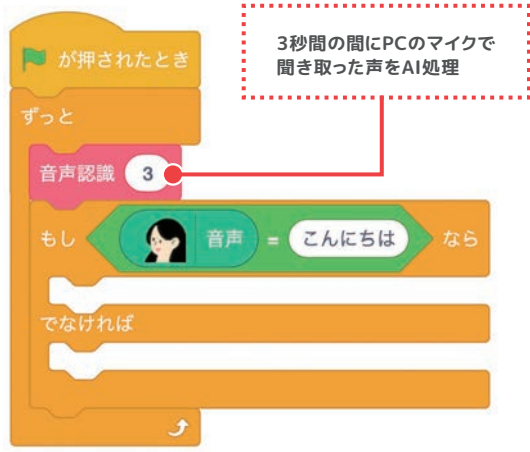 3秒間の間にPCのマイクで
聞き取った声をAI処理
が押されたとき
ずっと
音声認識 3
もし 音声 = こんにちは なら
でなければ